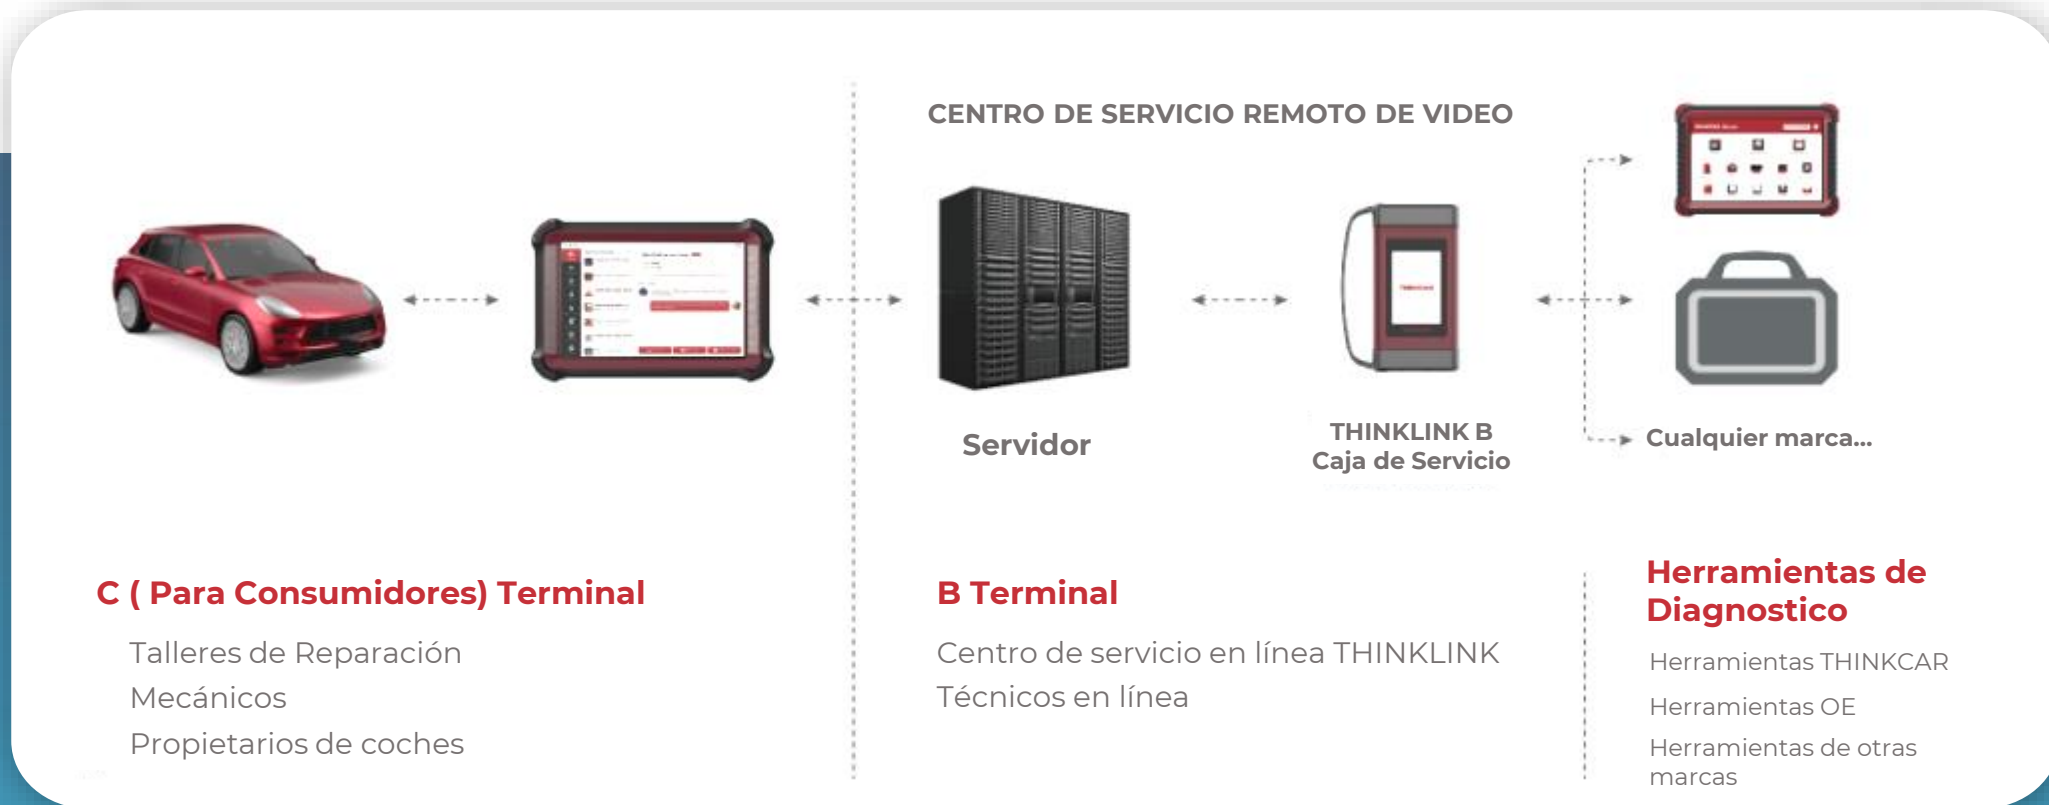 CENTRO DE SERVICIO REMOTO DE VIDEO
Servidor
THINKLINK B
Caja de Servicio
Cualquier marca...
C ( Para Consumidores) Terminal
Talleres de Reparación
Mecánicos
Propietarios de coches
B Terminal
Centro de servicio en línea THINKLINK
Técnicos en línea
Herramientas de
Diagnostico
Herramientas THINKCAR
Herramientas OE
Herramientas de otras
marcas